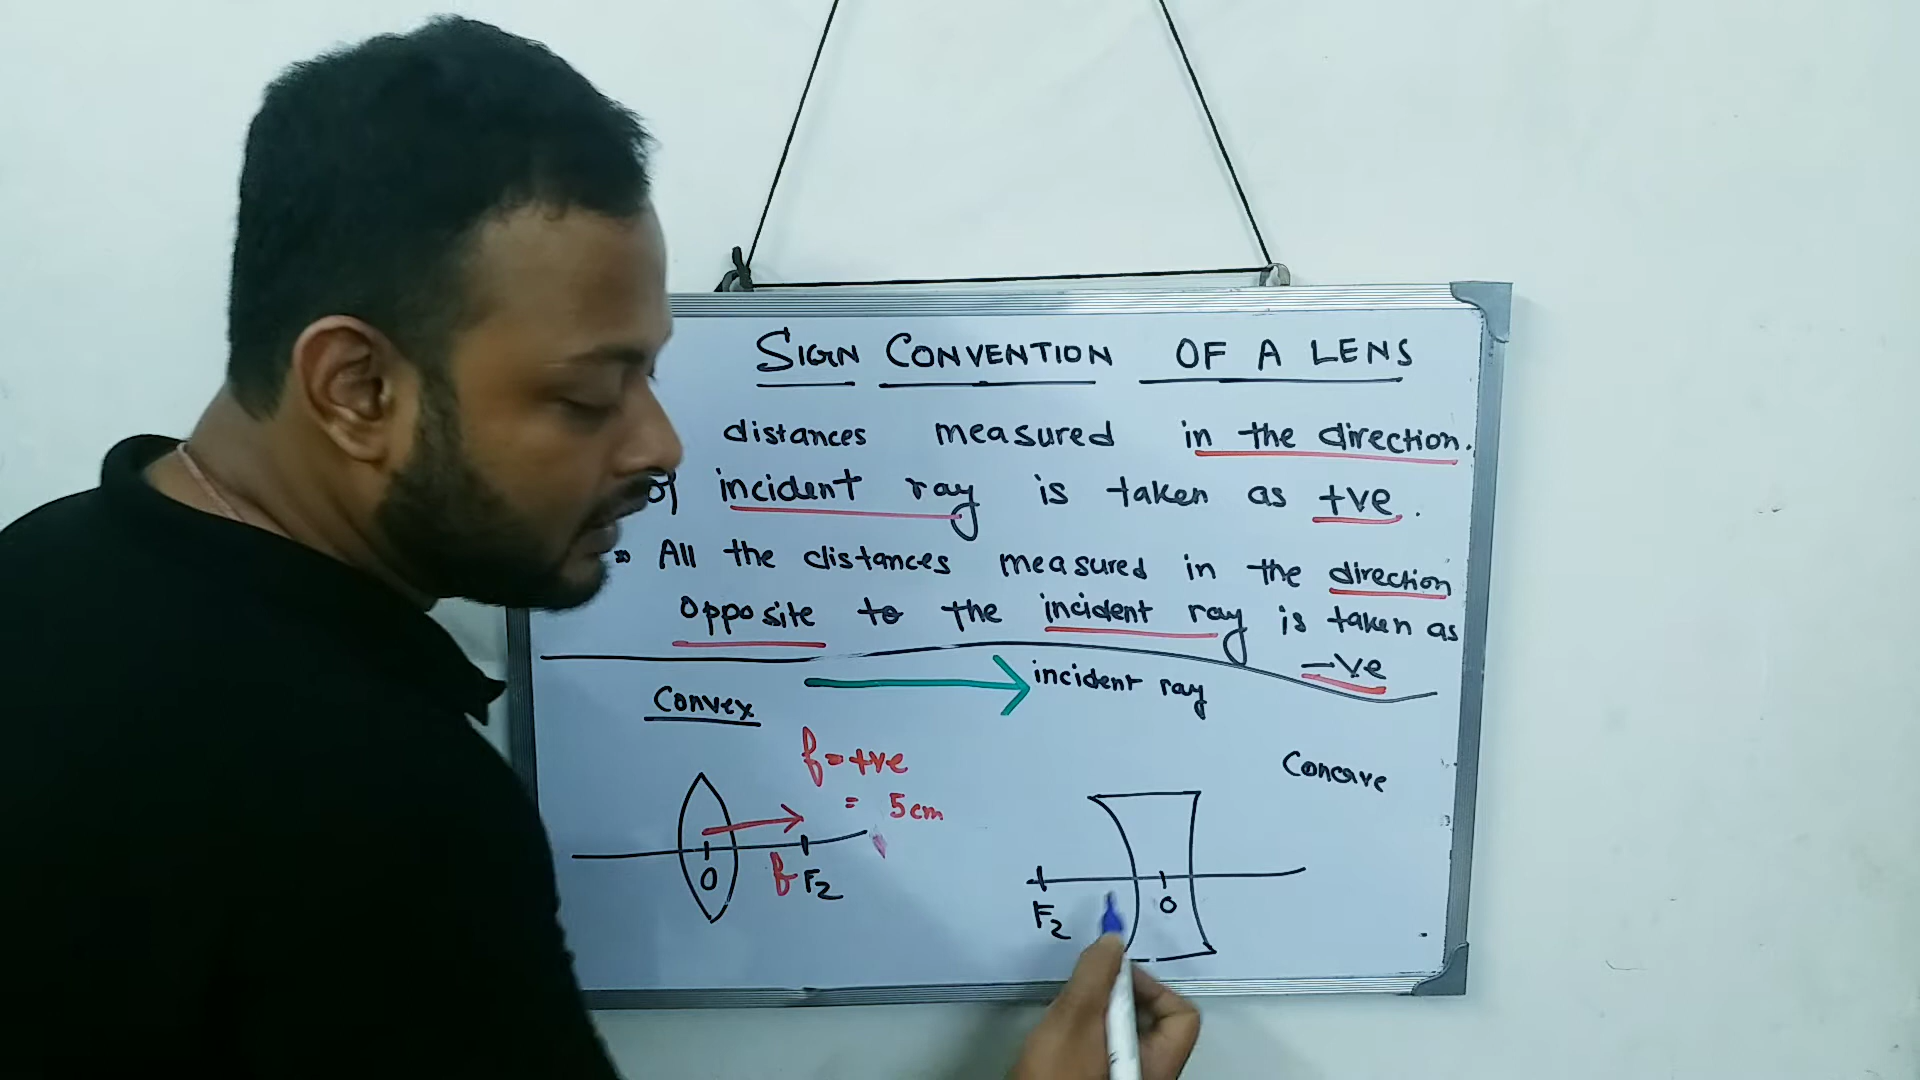 SIGN CONVENTION OF A LENS
distances measured in the direction.
of incident ray is taken as +ve.
» All the distances measured in the direction
opposite to the incident ray is taken as
-ve
incident ray
Convex
f = +ve
= 5cm
Concave
O f F2
F2 O